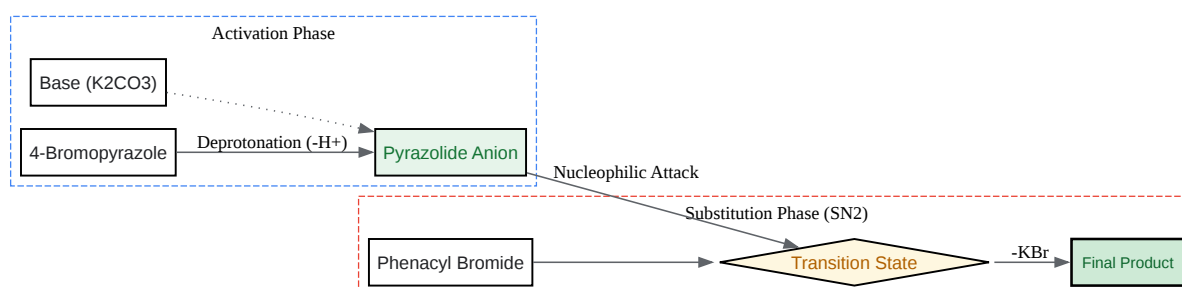 Activation Phase
Base (K2CO3)
4-Bromopyrazole
Deprotonation (-H+)
Pyrazolide Anion
Nucleophilic Attack
Substitution Phase (SN2)
Phenacyl Bromide
Transition State
-KBr
Final Product